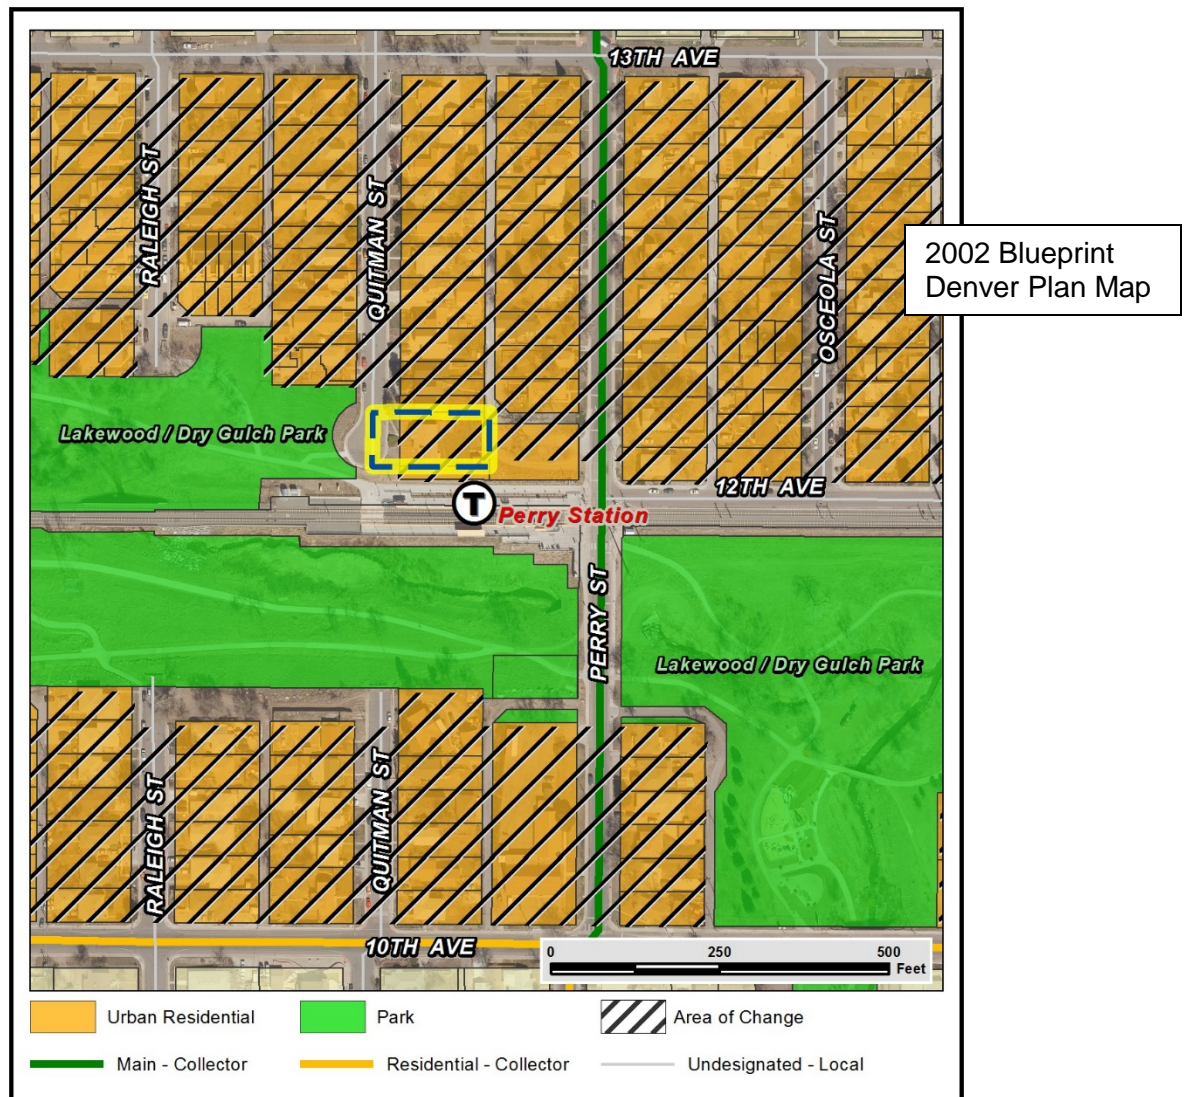 13TH AVE
RALEIGH ST
QUITMAN ST
OSCEOLA ST
2002 Blueprint
Denver Plan Map
Lakewood / Dry Gulch Park
12TH AVE
T
Perry Station
PERRY ST
Lakewood / Dry Gulch Park
RALEIGH ST
QUITMAN ST
10TH AVE
0 250 500
Feet
Urban Residential
Park
Area of Change
Main - Collector
Residential - Collector
Undesignated - Local